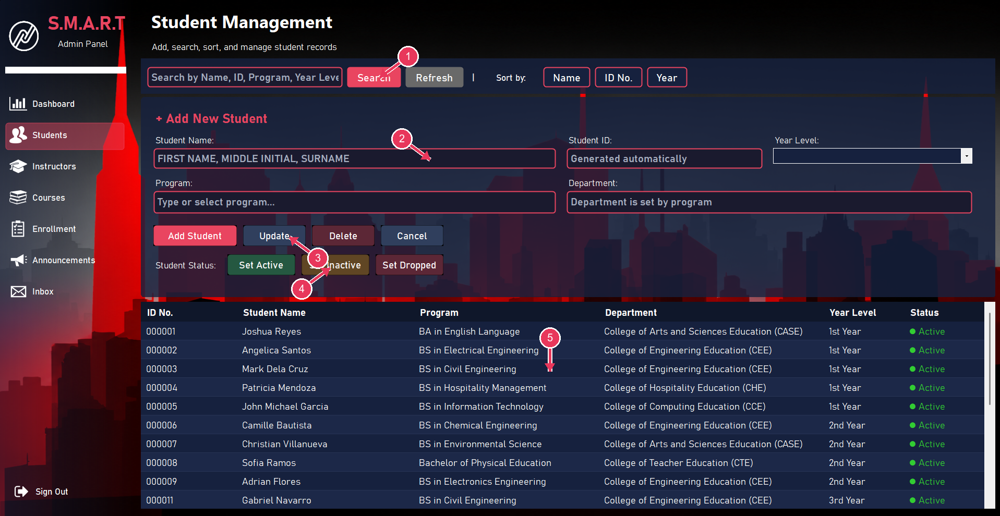 S.M.A.R.T
Admin Panel
Dashboard
Students
Instructors
Courses
Enrollment
Announcements
Inbox
Sign Out
Student Management
Add, search, sort, and manage student records
1
Search by Name, ID, Program, Year Leve
Search
Refresh
|
Sort by:
Name
ID No.
Year
+ Add New Student
Student Name:
2
Student ID:
Year Level:
FIRST NAME, MIDDLE INITIAL, SURNAME
Generated automatically
Program:
Department:
Type or select program...
Department is set by program
Add Student
Update
Delete
Cancel
3
Student Status:
Set Active
Inactive
Set Dropped
4
ID No. Student Name Program Department Year Level Status
000001 Joshua Reyes BA in English Language College of Arts and Sciences Education (CASE) 1st Year Active
5
000002 Angelica Santos BS in Electrical Engineering College of Engineering Education (CEE) 1st Year Active
000003 Mark Dela Cruz BS in Civil Engineering College of Engineering Education (CEE) 1st Year Active
000004 Patricia Mendoza BS in Hospitality Management College of Hospitality Education (CHE) 1st Year Active
000005 John Michael Garcia BS in Information Technology College of Computing Education (CCE) 1st Year Active
000006 Camille Bautista BS in Chemical Engineering College of Engineering Education (CEE) 2nd Year Active
000007 Christian Villanueva BS in Environmental Science College of Arts and Sciences Education (CASE) 2nd Year Active
000008 Sofia Ramos Bachelor of Physical Education College of Teacher Education (CTE) 2nd Year Active
000009 Adrian Flores BS in Electronics Engineering College of Engineering Education (CEE) 2nd Year Active
000011 Gabriel Navarro BS in Civil Engineering College of Engineering Education (CEE) 3rd Year Active